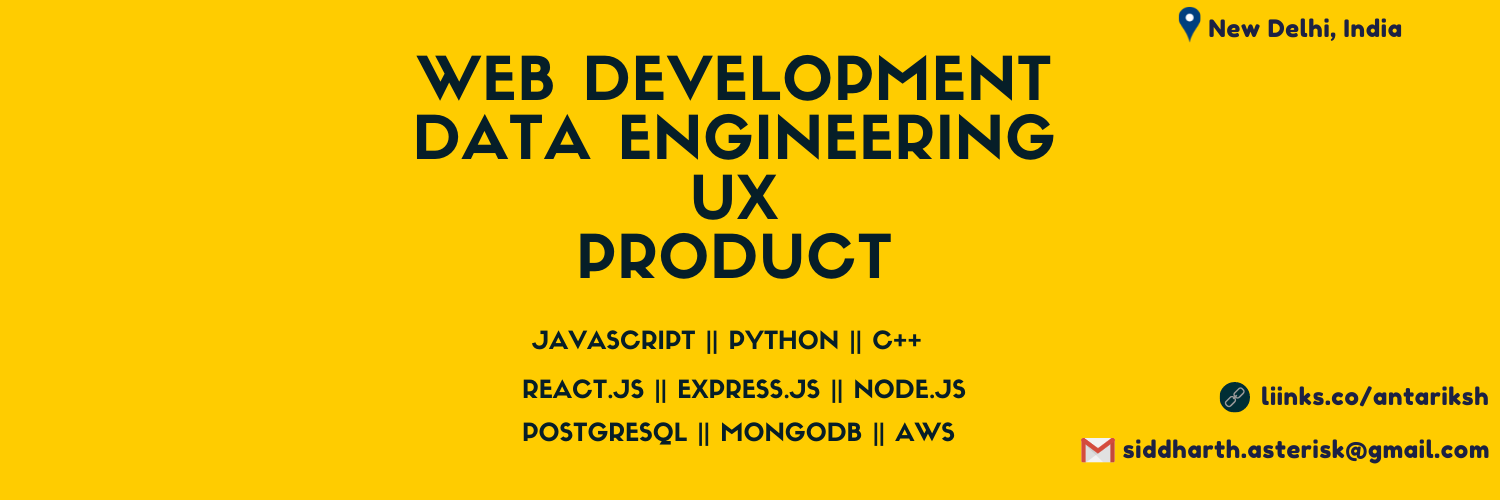 New Delhi, India
WEB DEVELOPMENT
DATA ENGINEERING
UX
PRODUCT
JAVASCRIPT || PYTHON || C++
REACT.JS || EXPRESS.JS || NODE.JS
POSTGRESQL || MONGODB || AWS
liinks.co/antariksh
siddharth.asterisk@gmail.com